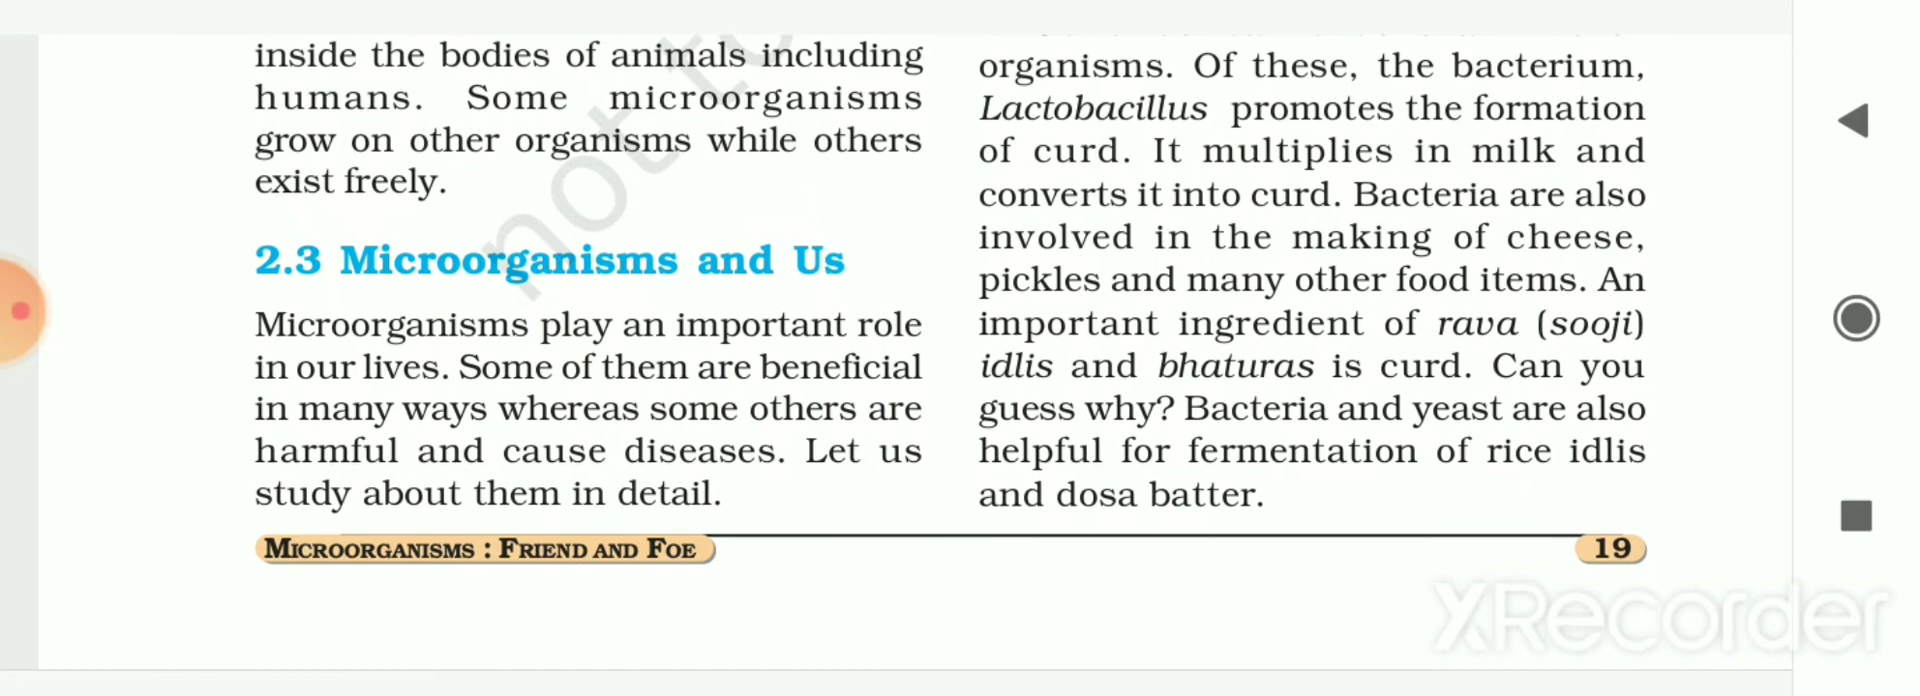 inside the bodies of animals including
humans. Some microorganisms
grow on other organisms while others
exist freely.
2.3 Microorganisms and Us
Microorganisms play an important role
in our lives. Some of them are beneficial
in many ways whereas some others are
harmful and cause diseases. Let us
study about them in detail.
organisms. Of these, the bacterium,
Lactobacillus promotes the formation
of curd. It multiplies in milk and
converts it into curd. Bacteria are also
involved in the making of cheese,
pickles and many other food items. An
important ingredient of rava (sooji)
idlis and bhaturas is curd. Can you
guess why? Bacteria and yeast are also
helpful for fermentation of rice idlis
and dosa batter.
MICROORGANISMS : FRIEND AND FOE
19
not to
XRecorder